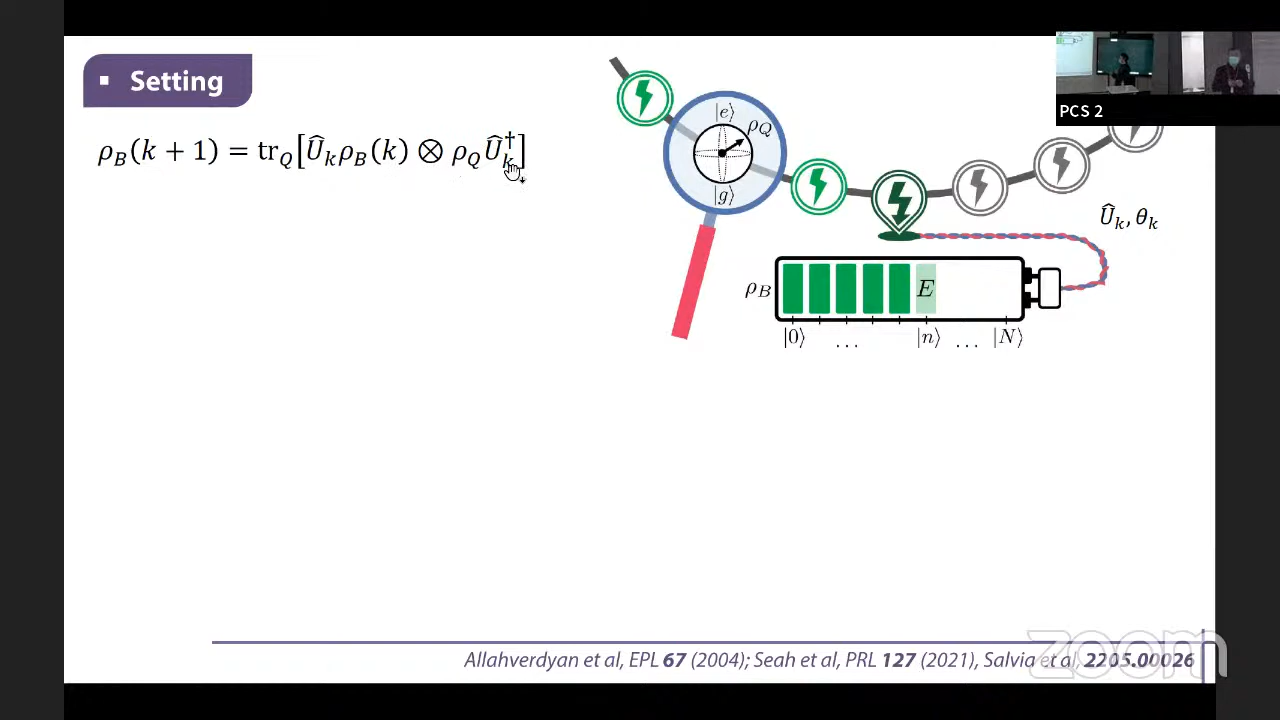 ▪ Setting
ρ_B(k + 1) = tr_Q[Û_k ρ_B(k) ⊗ ρ_Q Û_k^†]
|e⟩
ρ_Q
|g⟩
PCS 2
Û_k, θ_k
ρ_B
E
|0⟩ ... |n⟩ ... |N⟩
Allahverdyan et al, EPL 67 (2004); Seah et al, PRL 127 (2021), Salvia et al 2205.00026
zoom